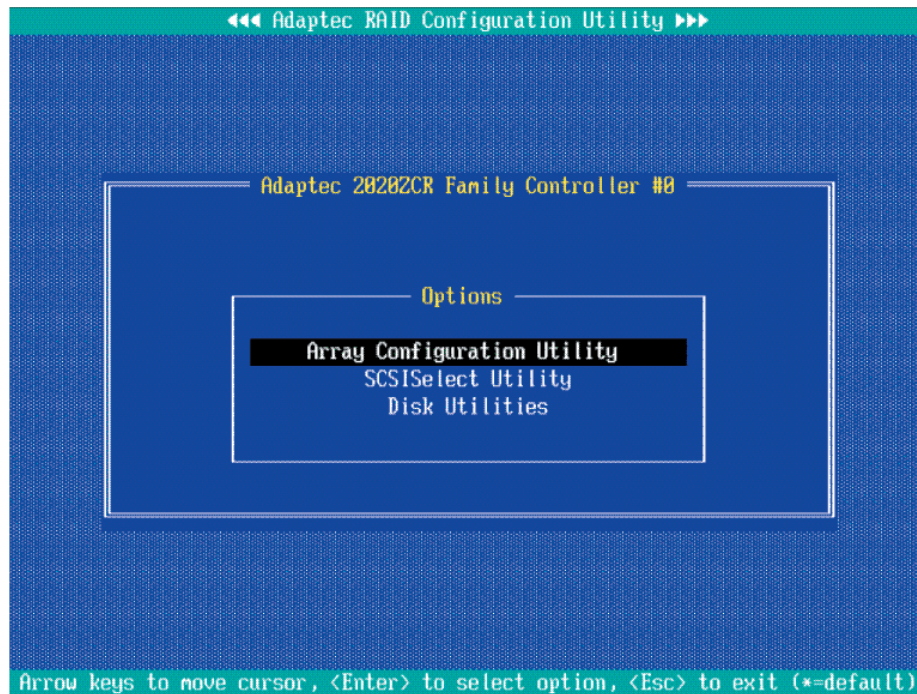 ◄◄◄ Adaptec RAID Configuration Utility ►►►
Adaptec 2020ZCR Family Controller #0
Options
Array Configuration Utility
SCSISelect Utility
Disk Utilities
Arrow keys to move cursor, <Enter> to select option, <Esc> to exit (*=default)